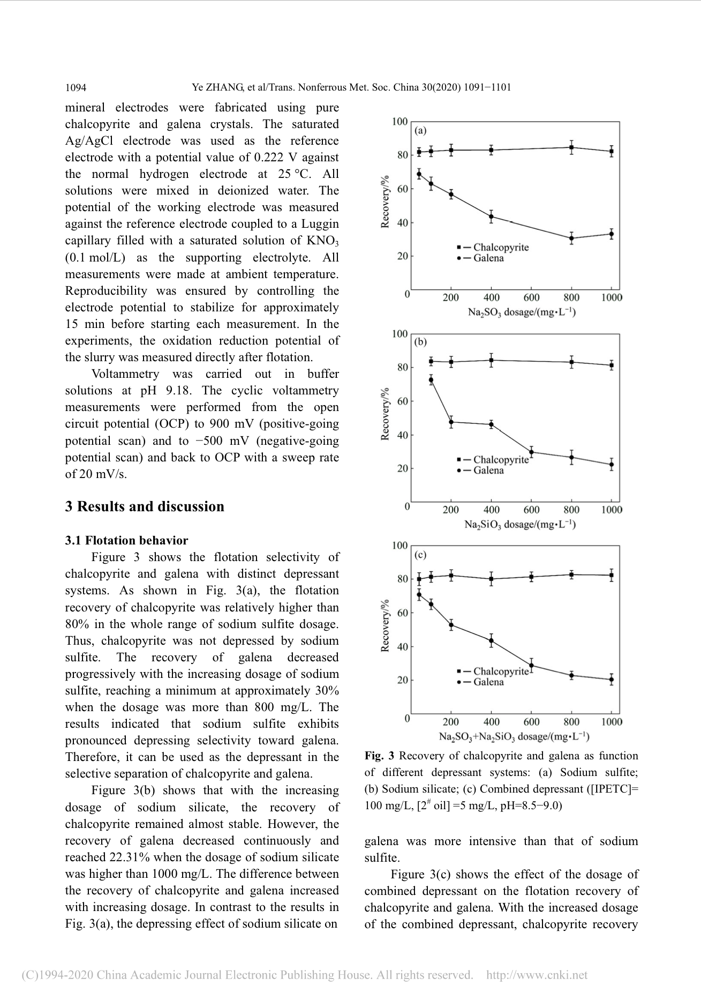 1094
Ye ZHANG, et al/Trans. Nonferrous Met. Soc. China 30(2020) 1091−1101
mineral electrodes were fabricated using pure
chalcopyrite and galena crystals. The saturated
Ag/AgCl electrode was used as the reference
electrode with a potential value of 0.222 V against
the normal hydrogen electrode at 25 °C. All
solutions were mixed in deionized water. The
potential of the working electrode was measured
against the reference electrode coupled to a Luggin
capillary filled with a saturated solution of KNO₃
(0.1 mol/L) as the supporting electrolyte. All
measurements were made at ambient temperature.
Reproducibility was ensured by controlling the
electrode potential to stabilize for approximately
15 min before starting each measurement. In the
experiments, the oxidation reduction potential of
the slurry was measured directly after flotation.
Voltammetry was carried out in buffer
solutions at pH 9.18. The cyclic voltammetry
measurements were performed from the open
circuit potential (OCP) to 900 mV (positive-going
potential scan) and to −500 mV (negative-going
potential scan) and back to OCP with a sweep rate
of 20 mV/s.
3 Results and discussion
3.1 Flotation behavior
Figure 3 shows the flotation selectivity of
chalcopyrite and galena with distinct depressant
systems. As shown in Fig. 3(a), the flotation
recovery of chalcopyrite was relatively higher than
80% in the whole range of sodium sulfite dosage.
Thus, chalcopyrite was not depressed by sodium
sulfite. The recovery of galena decreased
progressively with the increasing dosage of sodium
sulfite, reaching a minimum at approximately 30%
when the dosage was more than 800 mg/L. The
results indicated that sodium sulfite exhibits
pronounced depressing selectivity toward galena.
Therefore, it can be used as the depressant in the
selective separation of chalcopyrite and galena.
Figure 3(b) shows that with the increasing
dosage of sodium silicate, the recovery of
chalcopyrite remained almost stable. However, the
recovery of galena decreased continuously and
reached 22.31% when the dosage of sodium silicate
was higher than 1000 mg/L. The difference between
the recovery of chalcopyrite and galena increased
with increasing dosage. In contrast to the results in
Fig. 3(a), the depressing effect of sodium silicate on
100
(a)
80
60
40
20
0
Recovery/%
Chalcopyrite
Galena
200 400 600 800 1000
Na₂SO₃ dosage/(mg•L⁻¹)
100
(b)
80
60
40
20
0
Recovery/%
Chalcopyrite
Galena
200 400 600 800 1000
Na₂SiO₃ dosage/(mg•L⁻¹)
100
(c)
80
60
40
20
0
Recovery/%
Chalcopyrite
Galena
200 400 600 800 1000
Na₂SO₃+Na₂SiO₃ dosage/(mg•L⁻¹)
Fig. 3 Recovery of chalcopyrite and galena as function
of different depressant systems: (a) Sodium sulfite;
(b) Sodium silicate; (c) Combined depressant ([IPETC]=
100 mg/L, [2# oil] =5 mg/L, pH=8.5−9.0)
galena was more intensive than that of sodium
sulfite.
Figure 3(c) shows the effect of the dosage of
combined depressant on the flotation recovery of
chalcopyrite and galena. With the increased dosage
of the combined depressant, chalcopyrite recovery
(C)1994-2020 China Academic Journal Electronic Publishing House. All rights reserved. http://www.cnki.net